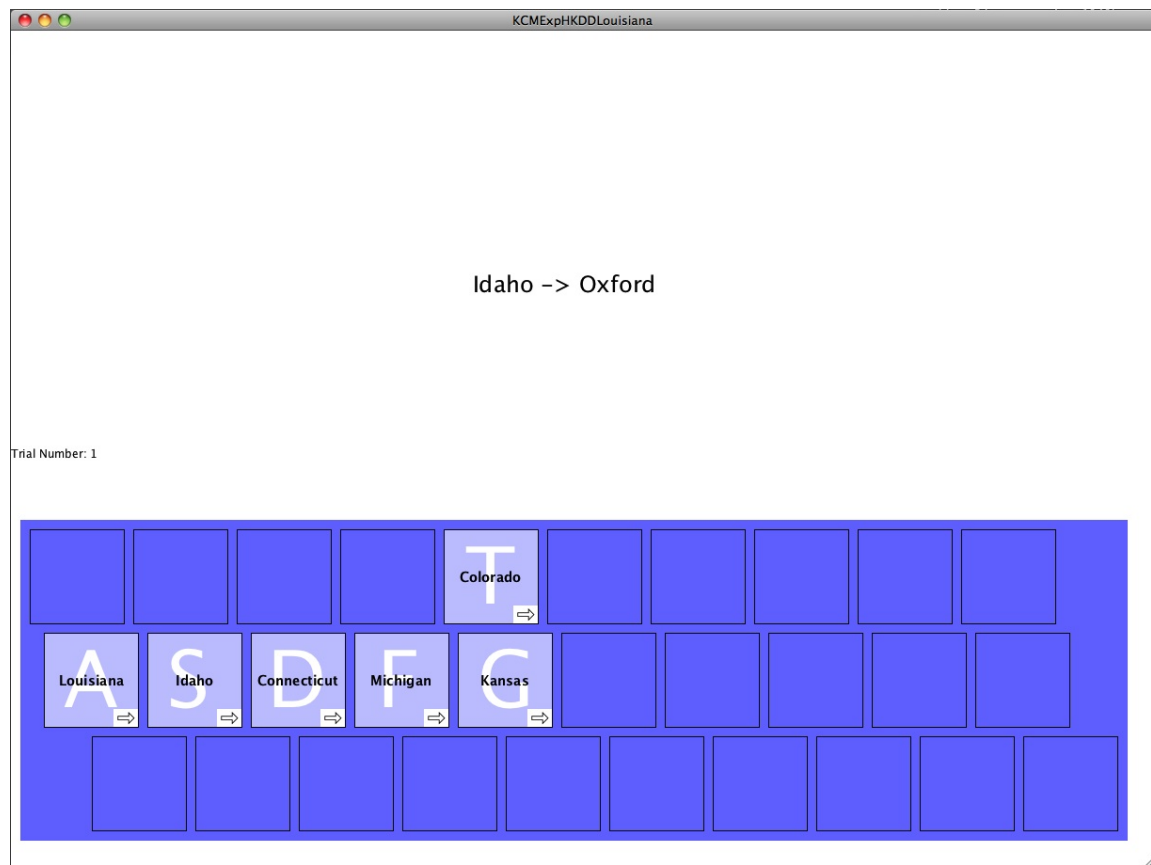 KCMExpHKDDLouisiana
Idaho -> Oxford
Trial Number: 1
T
Colorado
A S D F G
Louisiana Idaho Connecticut Michigan Kansas